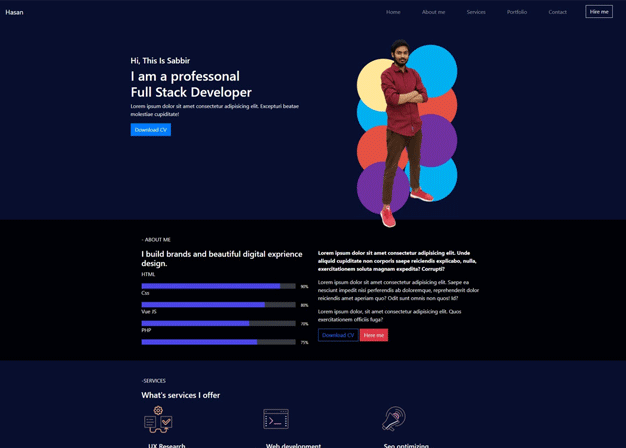 Hasan
Home About me Services Portfolio Contact Hire me
Hi, This Is Sabbir
I am a professonal
Full Stack Developer
Lorem ipsum dolor sit amet consectetur adipisicing elit. Excepturi beatae
molestiae cupiditate!
Download CV
- ABOUT ME
I build brands and beautiful digital exprience
design.
HTML
90%
Css
80%
Vue JS
70%
PHP
75%
Lorem ipsum dolor sit amet consectetur adipisicing elit. Unde
aliquid cupiditate non corporis saepe reiciendis explicabo, nulla,
exercitationem soluta magnam expedita? Corrupti?
Lorem ipsum dolor sit amet consectetur adipisicing elit. Saepe ea
nesciunt impedit nisi perferendis ab doloremque, reprehenderit dolor
reiciendis amet aperiam quo? Odit sunt omnis non quos! Id?
Lorem ipsum dolor, sit amet consectetur adipisicing elit. Quos
exercitationem officiis fuga?
Download CV Hire me
-SERVICES
What's services I offer
UX Research Web development Seo optimizing